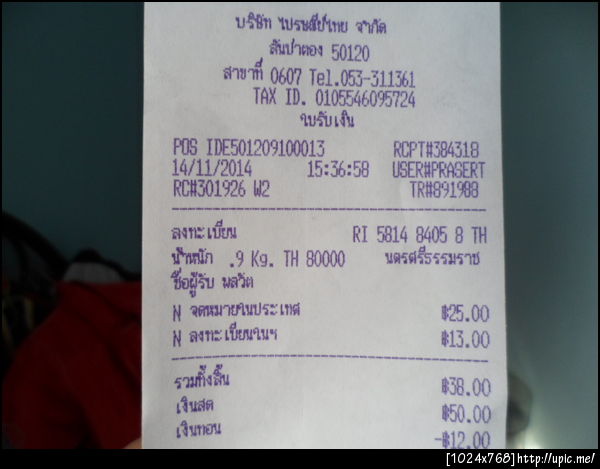 บริษัท ไปรษณีย์ไทย จำกัด
สันป่าตอง 50120
สาขาที่ 0607 Tel.053-311361
TAX ID. 0105546095724
ใบรับเงิน
POS IDE501209100013 RCPT#384318
14/11/2014 15:36:58 USER#PRASERT
RC#301926 W2 TR#891988
ลงทะเบียน RI 5814 8405 8 TH
น้ำหนัก .9 Kg. TH 80000 นครศรีธรรมราช
ชื่อผู้รับ พลวัต
N จดหมายในประเทศ ฿25.00
N ลงทะเบียนในฯ ฿13.00
รวมทั้งสิ้น ฿38.00
เงินสด ฿50.00
เงินทอน -฿12.00
[1024x768]http://upic.me/